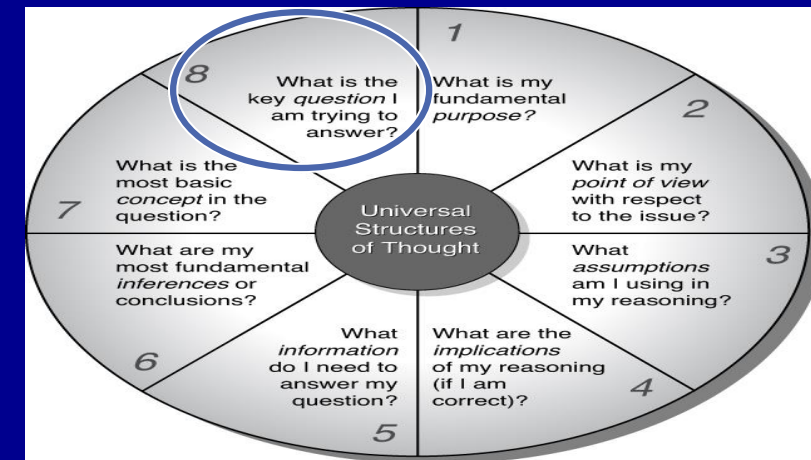 1
What is my
fundamental
purpose?
2
What is my
point of view
with respect
to the issue?
3
What
assumptions
am I using in
my reasoning?
4
What are the
implications
of my reasoning
(if I am
correct)?
5
What
information
do I need to
answer my
question?
6
What are my
most fundamental
inferences or
conclusions?
7
What is the
most basic
concept in the
question?
8
What is the
key question I
am trying to
answer?
Universal
Structures
of Thought